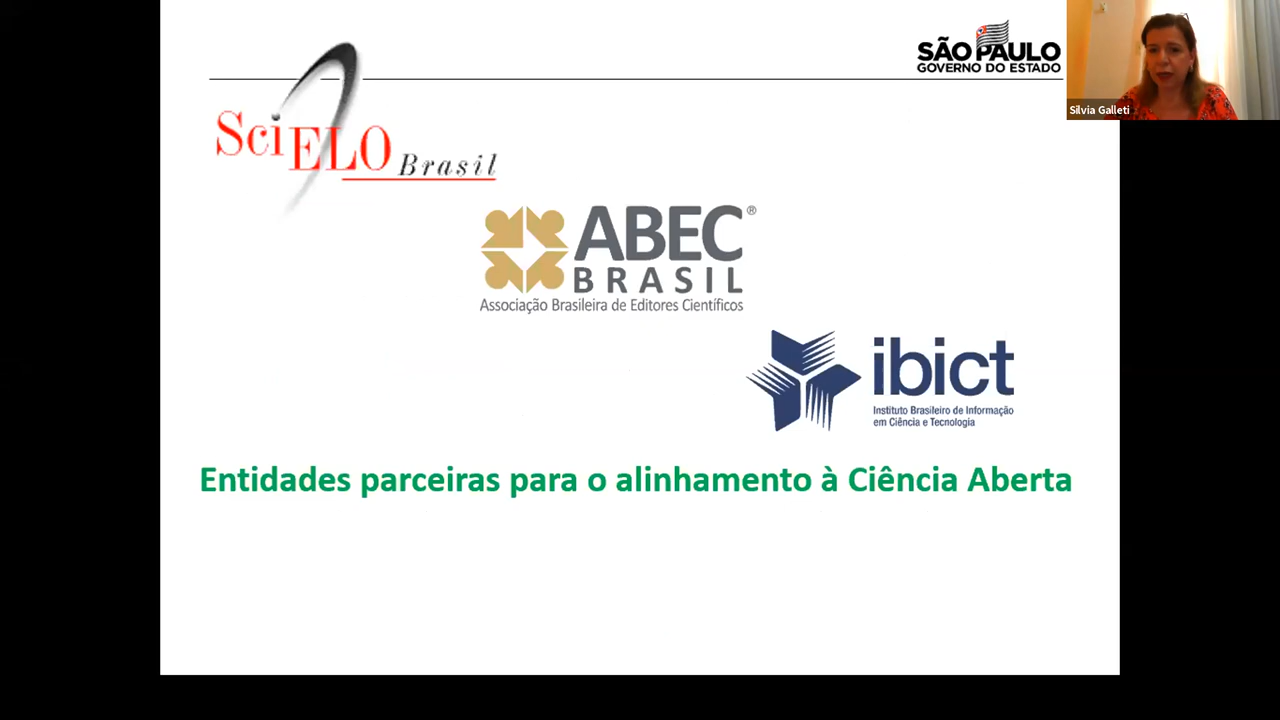 SÃO PAULO
GOVERNO DO ESTADO
Silvia Galleti
SciELO Brasil
ABEC®
BRASIL
Associação Brasileira de Editores Científicos
ibict
Instituto Brasileiro de Informação
em Ciência e Tecnologia
Entidades parceiras para o alinhamento à Ciência Aberta